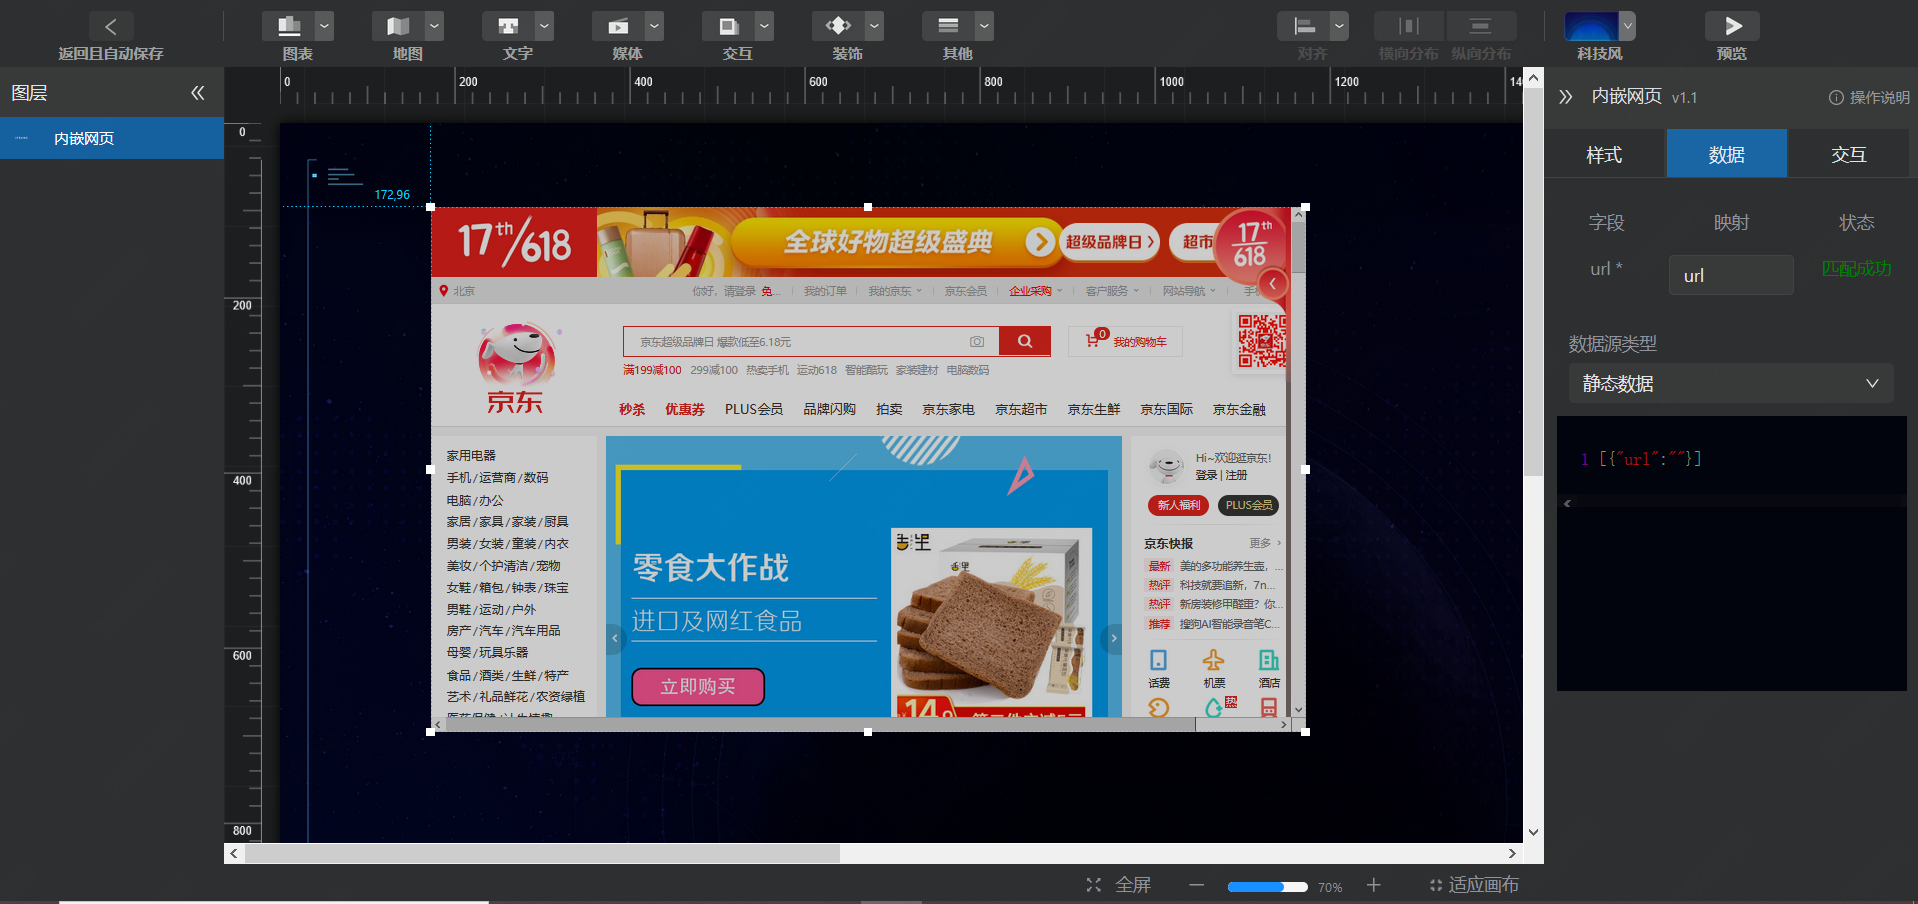 返回且自动保存 图表 地图 文字 媒体 交互 装饰 其他 对齐 横向分布 纵向分布 科技风 预览
图层
内嵌网页
0 200 400 600 800 1000 1200
0
200
400
600
800
172,96
17th/618 全球好物超级盛典 超级品牌日 超市 17th 618
北京 你好，请登录 免... 我的订单 我的京东 京东会员 企业采购 客户服务 网站导航 手
京东
京东超级品牌日 爆款低至6.18元
0 我的购物车
满199减100 299减100 热卖手机 运动618 智能酷玩 家装建材 电脑数码
秒杀 优惠券 PLUS会员 品牌闪购 拍卖 京东家电 京东超市 京东生鲜 京东国际 京东金融
家用电器
手机/运营商/数码
电脑/办公
家居/家具/家装/厨具
男装/女装/童装/内衣
美妆/个护清洁/宠物
女鞋/箱包/钟表/珠宝
男鞋/运动/户外
房产/汽车/汽车用品
母婴/玩具乐器
食品/酒类/生鲜/特产
艺术/礼品鲜花/农资绿植
零食大作战
进口及网红食品
立即购买
14.9
Hi~欢迎逛京东!
登录 | 注册
新人福利 PLUS会员
京东快报 更多
最新 美的多功能养生壶，...
热评 科技就要追新，7n...
热评 新房装修甲醛重？你...
推荐 搜狗AI智能录音笔C...
话费 机票 酒店
热
内嵌网页 v1.1 操作说明
样式 数据 交互
字段 映射 状态
url * url 匹配成功
数据源类型
静态数据
1 [{"url":""}]
全屏 70% 适应画布